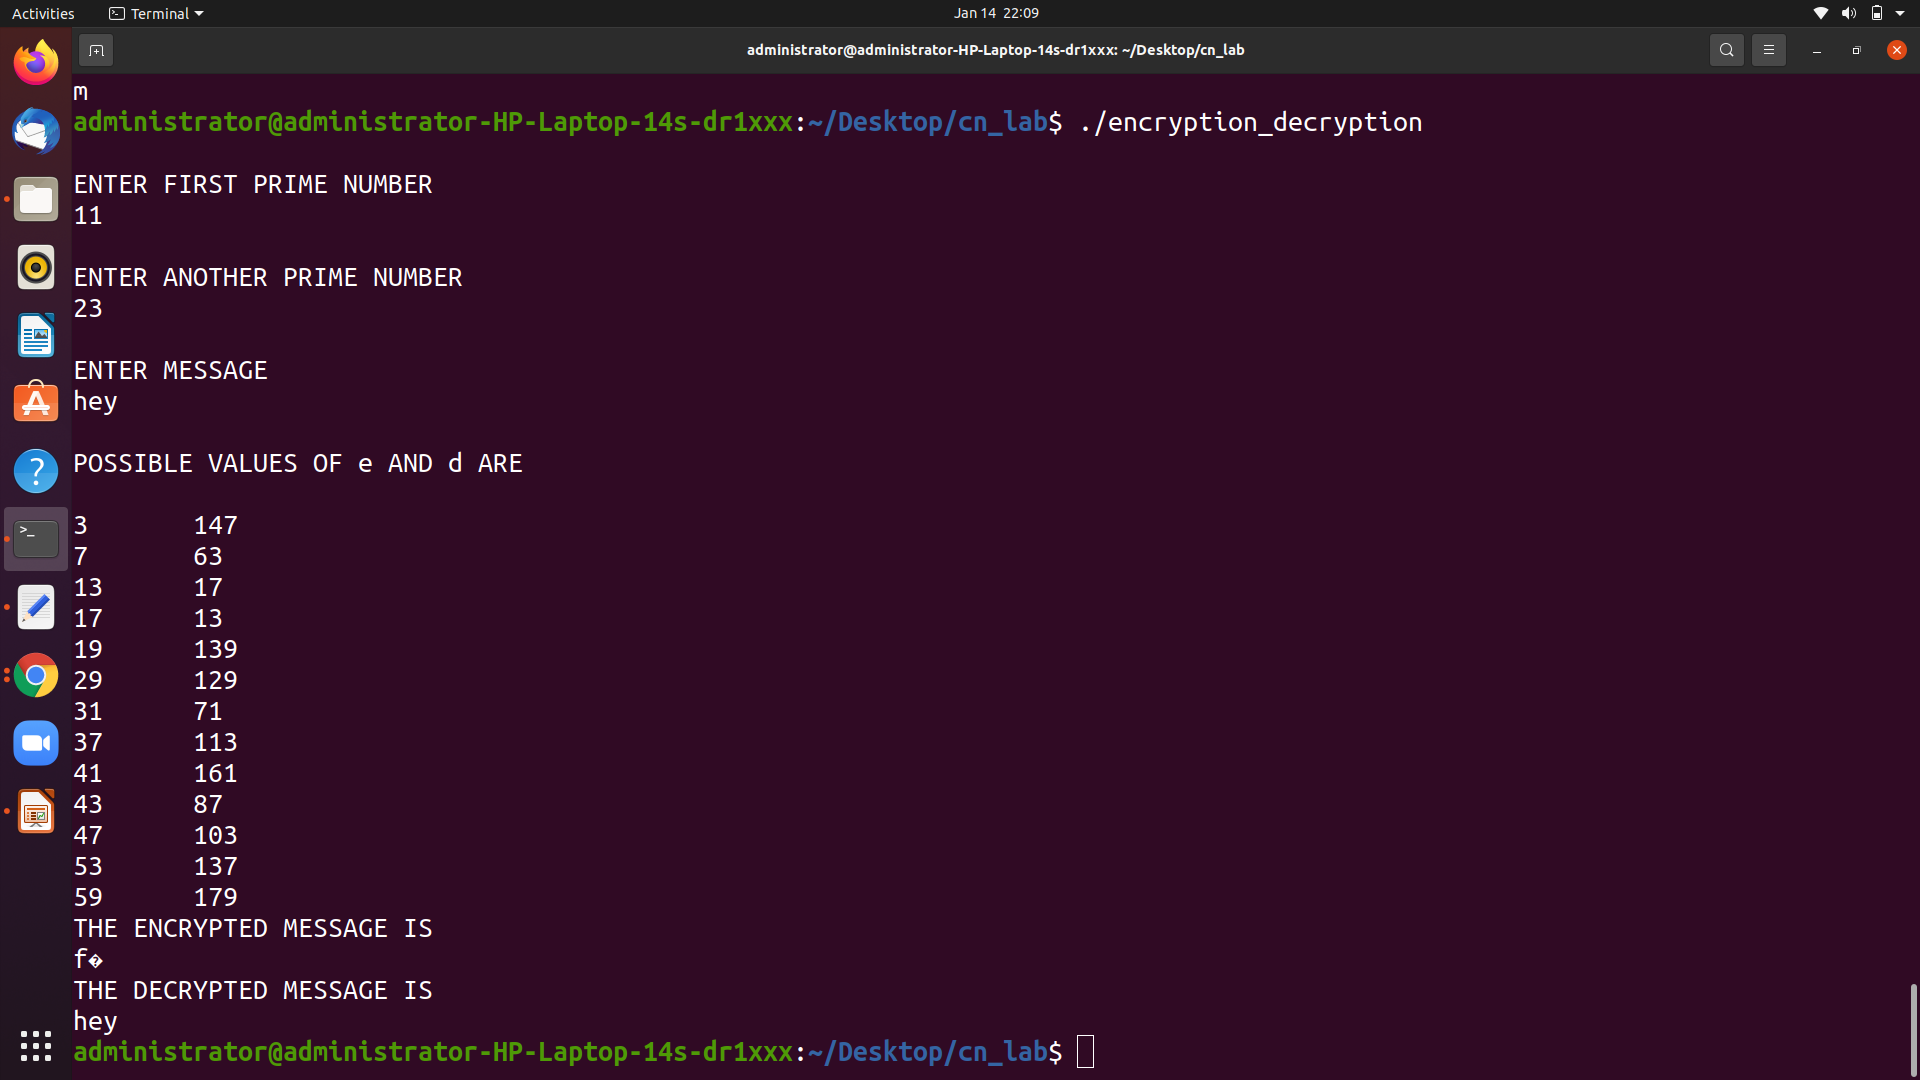 Activities Terminal Jan 14 22:09
administrator@administrator-HP-Laptop-14s-dr1xxx: ~/Desktop/cn_lab
m
administrator@administrator-HP-Laptop-14s-dr1xxx:~/Desktop/cn_lab$ ./encryption_decryption
ENTER FIRST PRIME NUMBER
11
ENTER ANOTHER PRIME NUMBER
23
ENTER MESSAGE
hey
POSSIBLE VALUES OF e AND d ARE
3 147
7 63
13 17
17 13
19 139
29 129
31 71
37 113
41 161
43 87
47 103
53 137
59 179
THE ENCRYPTED MESSAGE IS
f�
THE DECRYPTED MESSAGE IS
hey
administrator@administrator-HP-Laptop-14s-dr1xxx:~/Desktop/cn_lab$